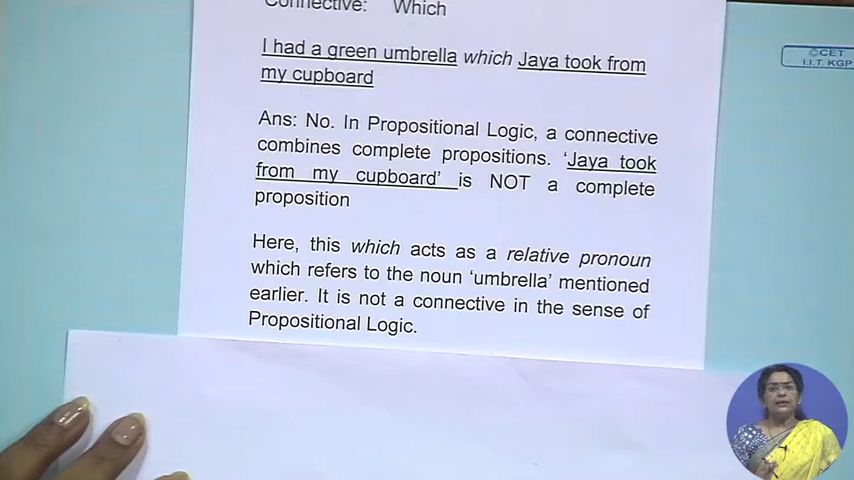 Connective: Which
I had a green umbrella which Jaya took from
my cupboard
Ans: No. In Propositional Logic, a connective
combines complete propositions. ‘Jaya took
from my cupboard’ is NOT a complete
proposition
Here, this which acts as a relative pronoun
which refers to the noun ‘umbrella’ mentioned
earlier. It is not a connective in the sense of
Propositional Logic.
©CET
I.I.T. KGP